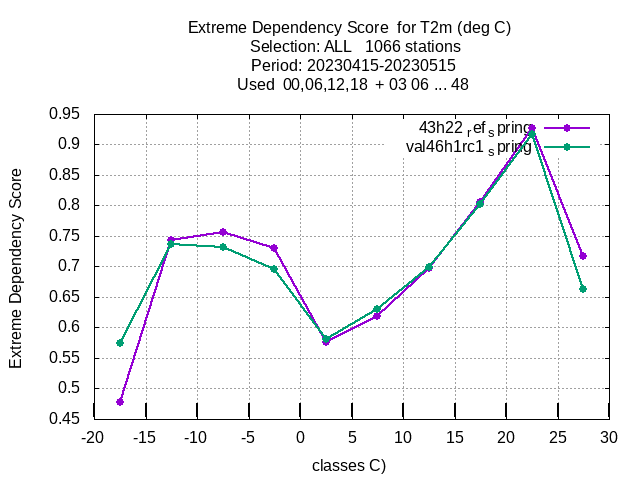 Extreme Dependency Score for T2m (deg C)
Selection: ALL 1066 stations
Period: 20230415-20230515
Used 00,06,12,18 + 03 06 ... 48
0.95
0.9
0.85
0.8
0.75
0.7
0.65
0.6
0.55
0.5
0.45
Extreme Dependency Score
43h22 ref spring
val46h1rc1 spring
-20 -15 -10 -5 0 5 10 15 20 25 30
classes C)